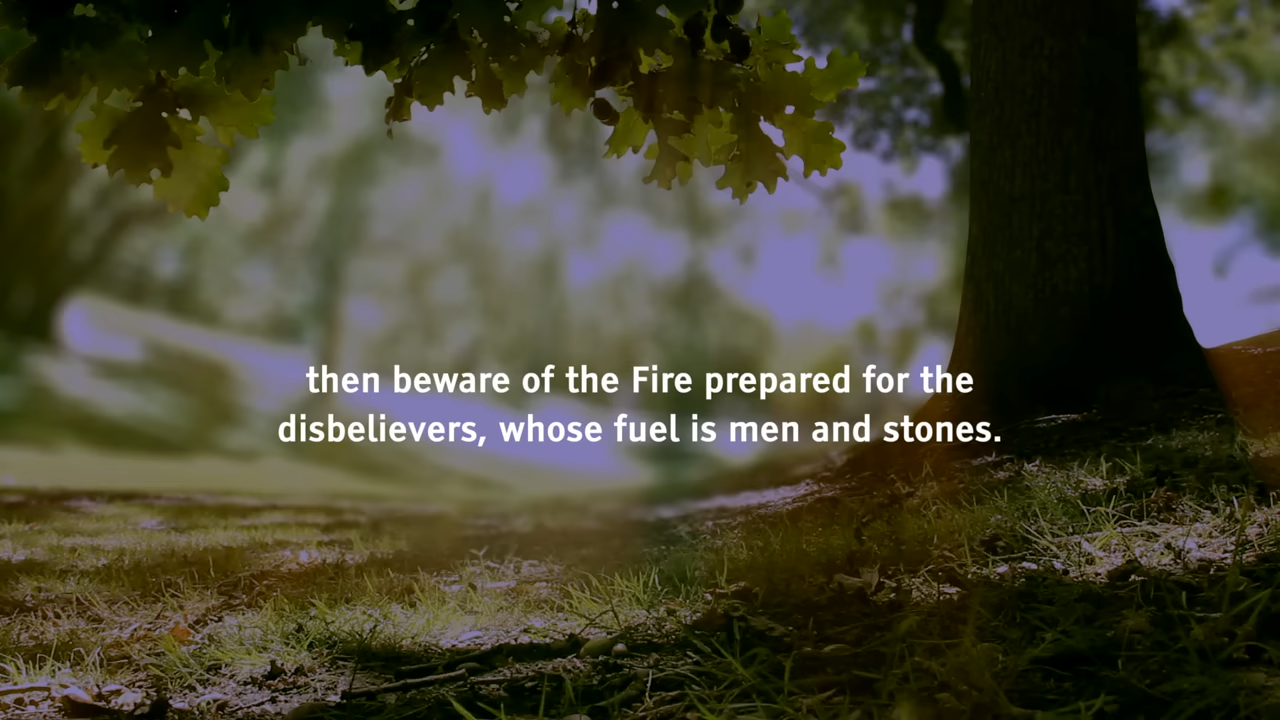 then beware of the Fire prepared for the
disbelievers, whose fuel is men and stones.